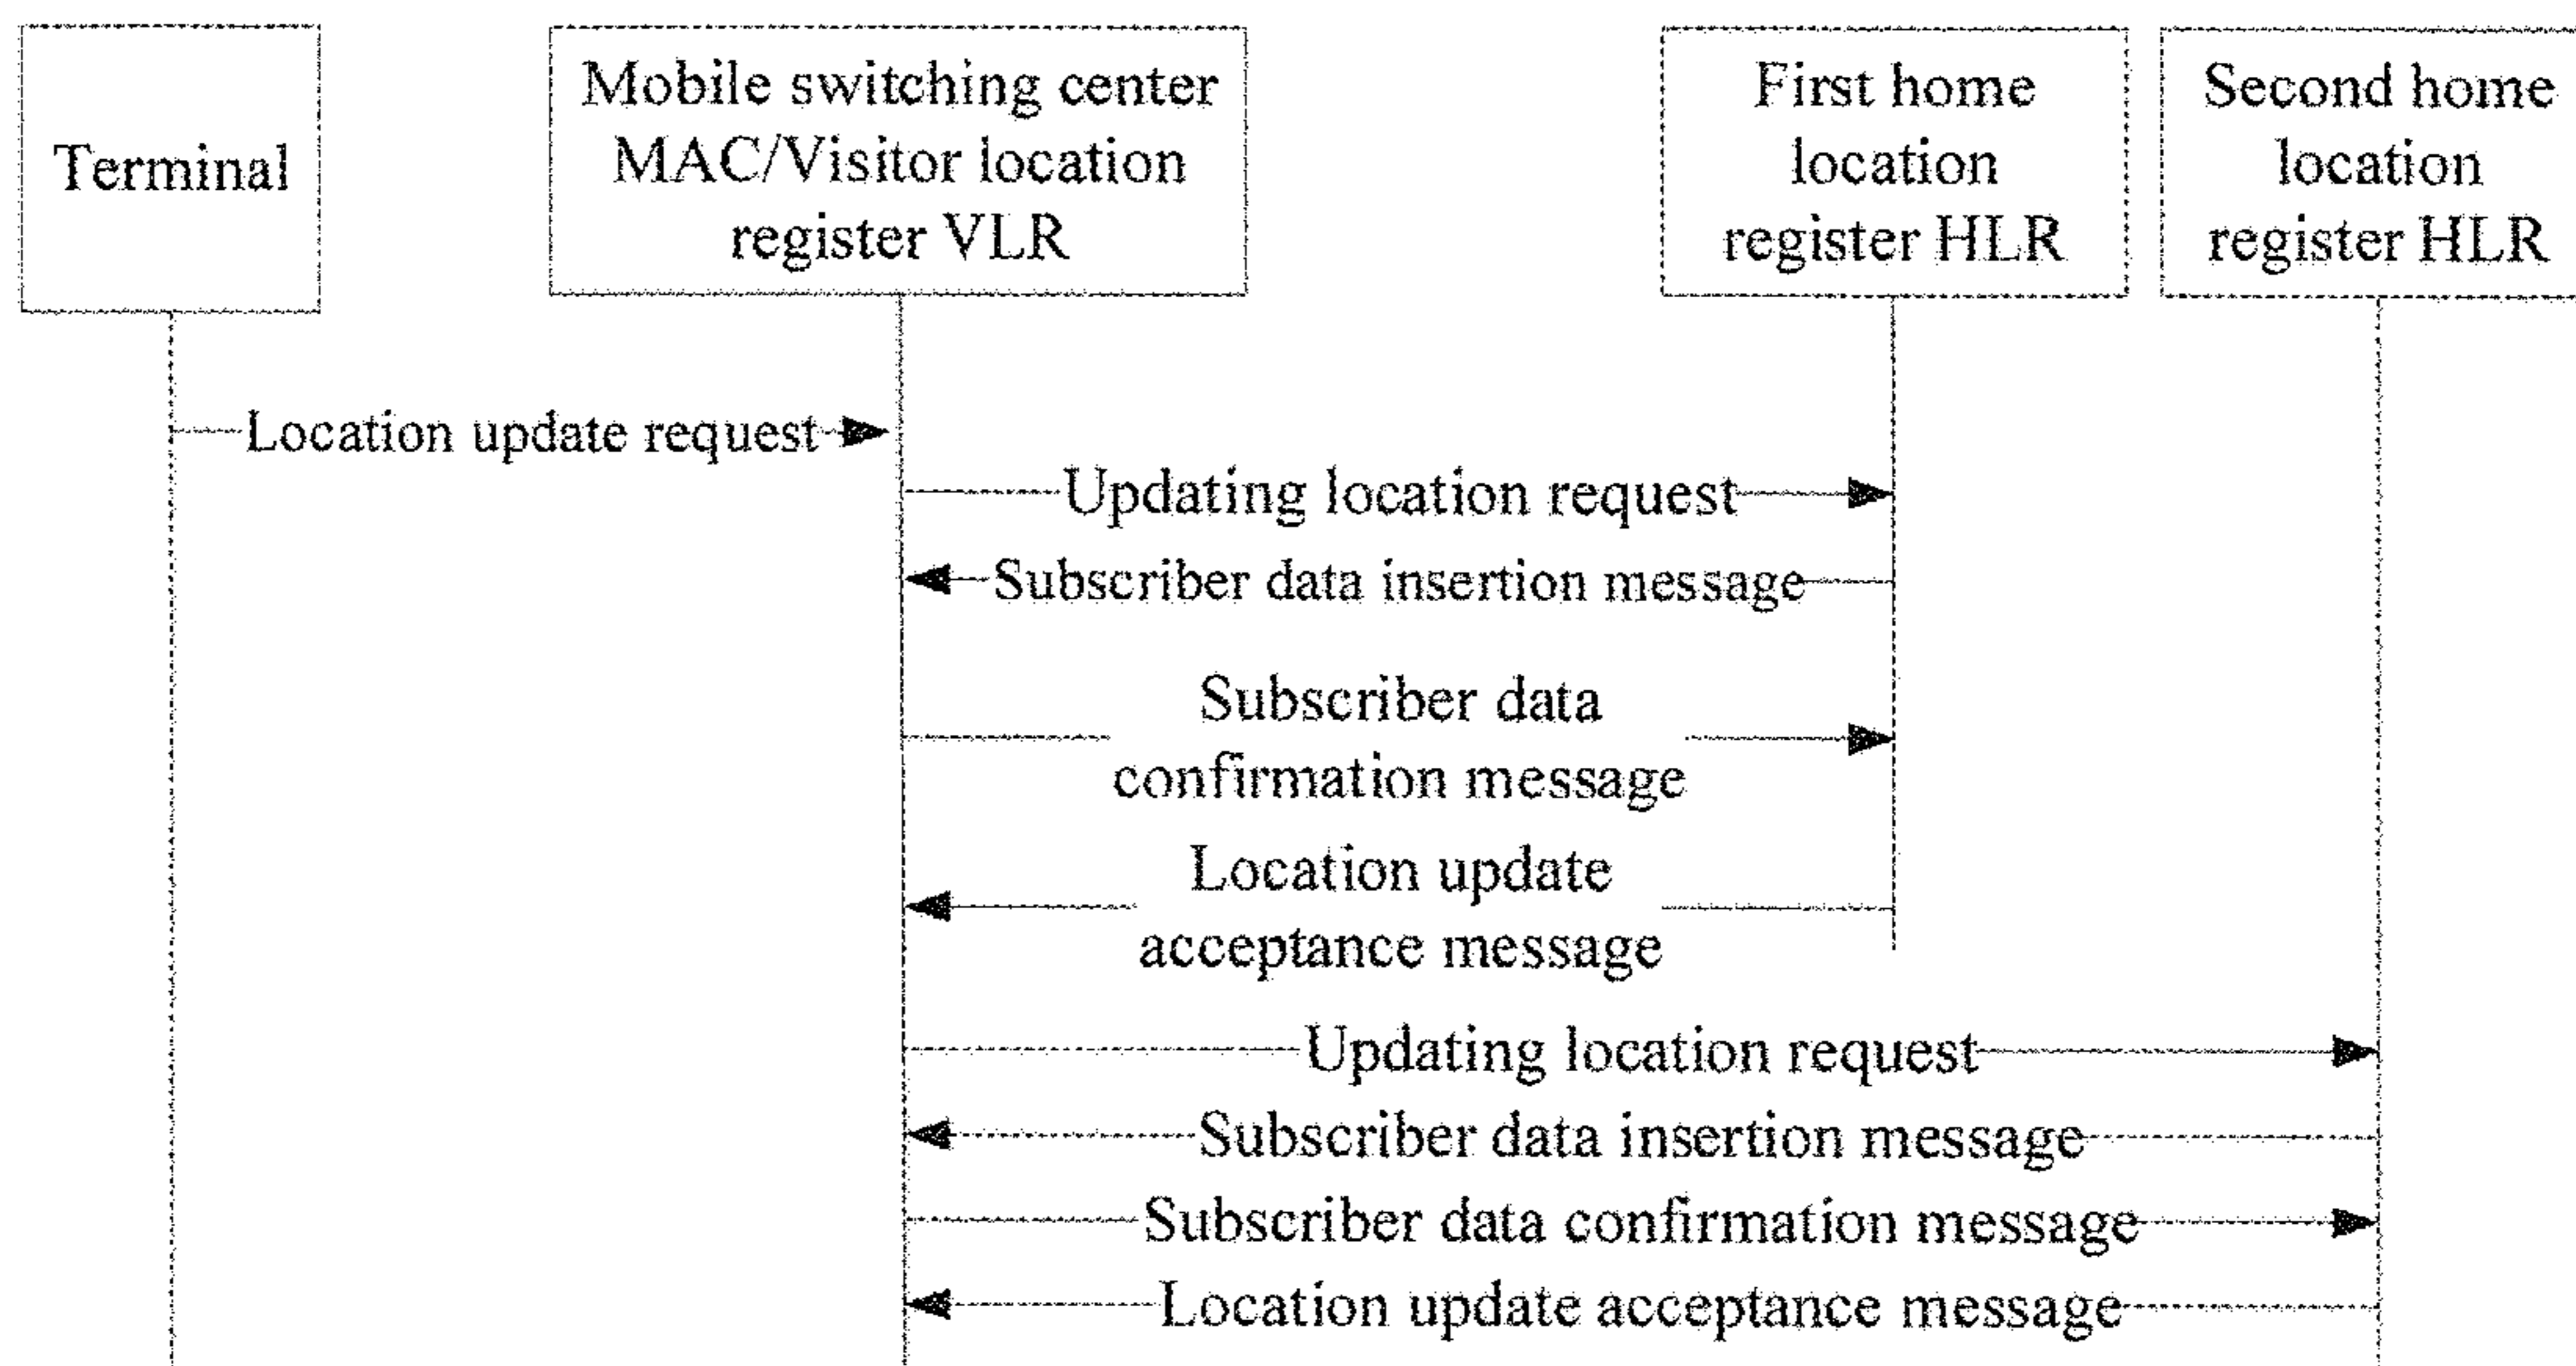 Terminal
Mobile switching center
MAC/Visitor location
register VLR
First home
location
register HLR
Second home
location
register HLR
Location update request
Updating location request
Subscriber data insertion message
Subscriber data
confirmation message
Location update
acceptance message
Updating location request
Subscriber data insertion message
Subscriber data confirmation message
Location update acceptance message